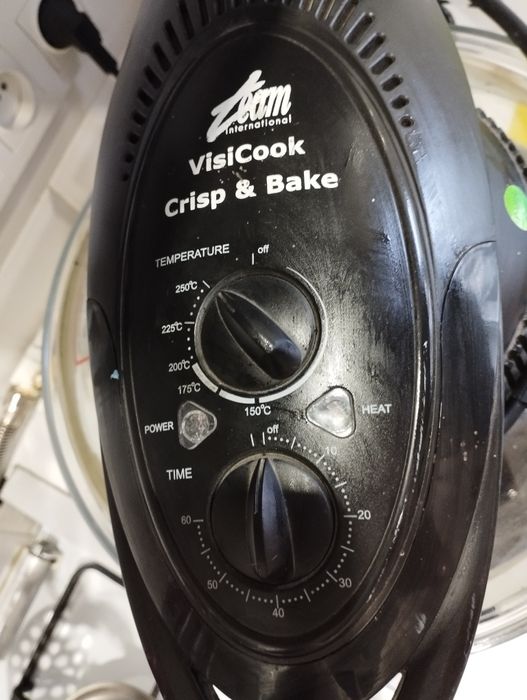 Team
International
VisiCook
Crisp & Bake
TEMPERATURE
off
250°C
225°C
200°C
175°C
150°C
POWER
HEAT
off
10
TIME
60
20
50
30
40